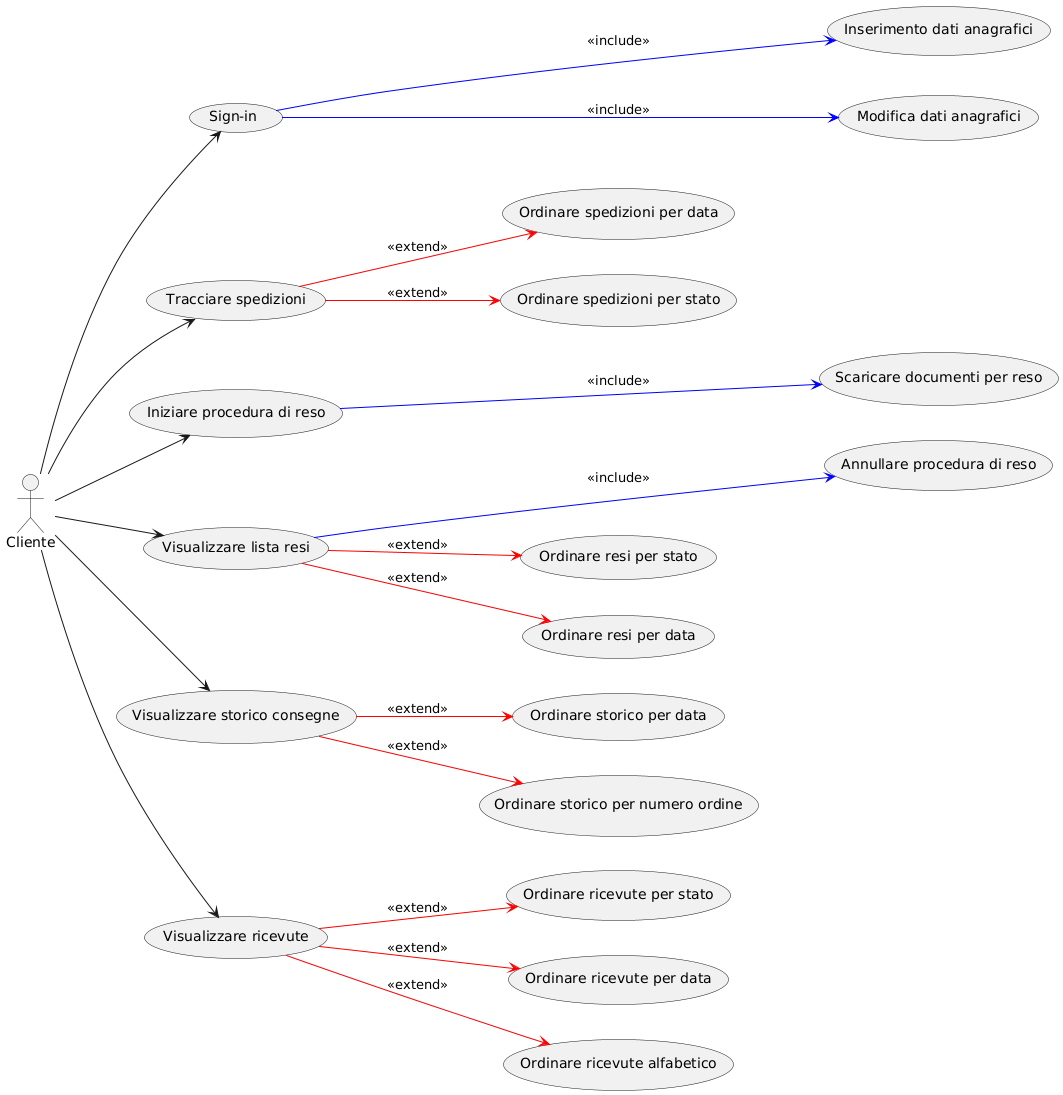 Inserimento dati anagrafici
«include»
Sign-in
«include»
Modifica dati anagrafici
Ordinare spedizioni per data
«extend»
Tracciare spedizioni
«extend»
Ordinare spedizioni per stato
Scaricare documenti per reso
«include»
Iniziare procedura di reso
Annullare procedura di reso
«include»
Cliente
Visualizzare lista resi
«extend»
Ordinare resi per stato
«extend»
Ordinare resi per data
Visualizzare storico consegne
«extend»
Ordinare storico per data
«extend»
Ordinare storico per numero ordine
Ordinare ricevute per stato
«extend»
Visualizzare ricevute
«extend»
Ordinare ricevute per data
«extend»
Ordinare ricevute alfabetico